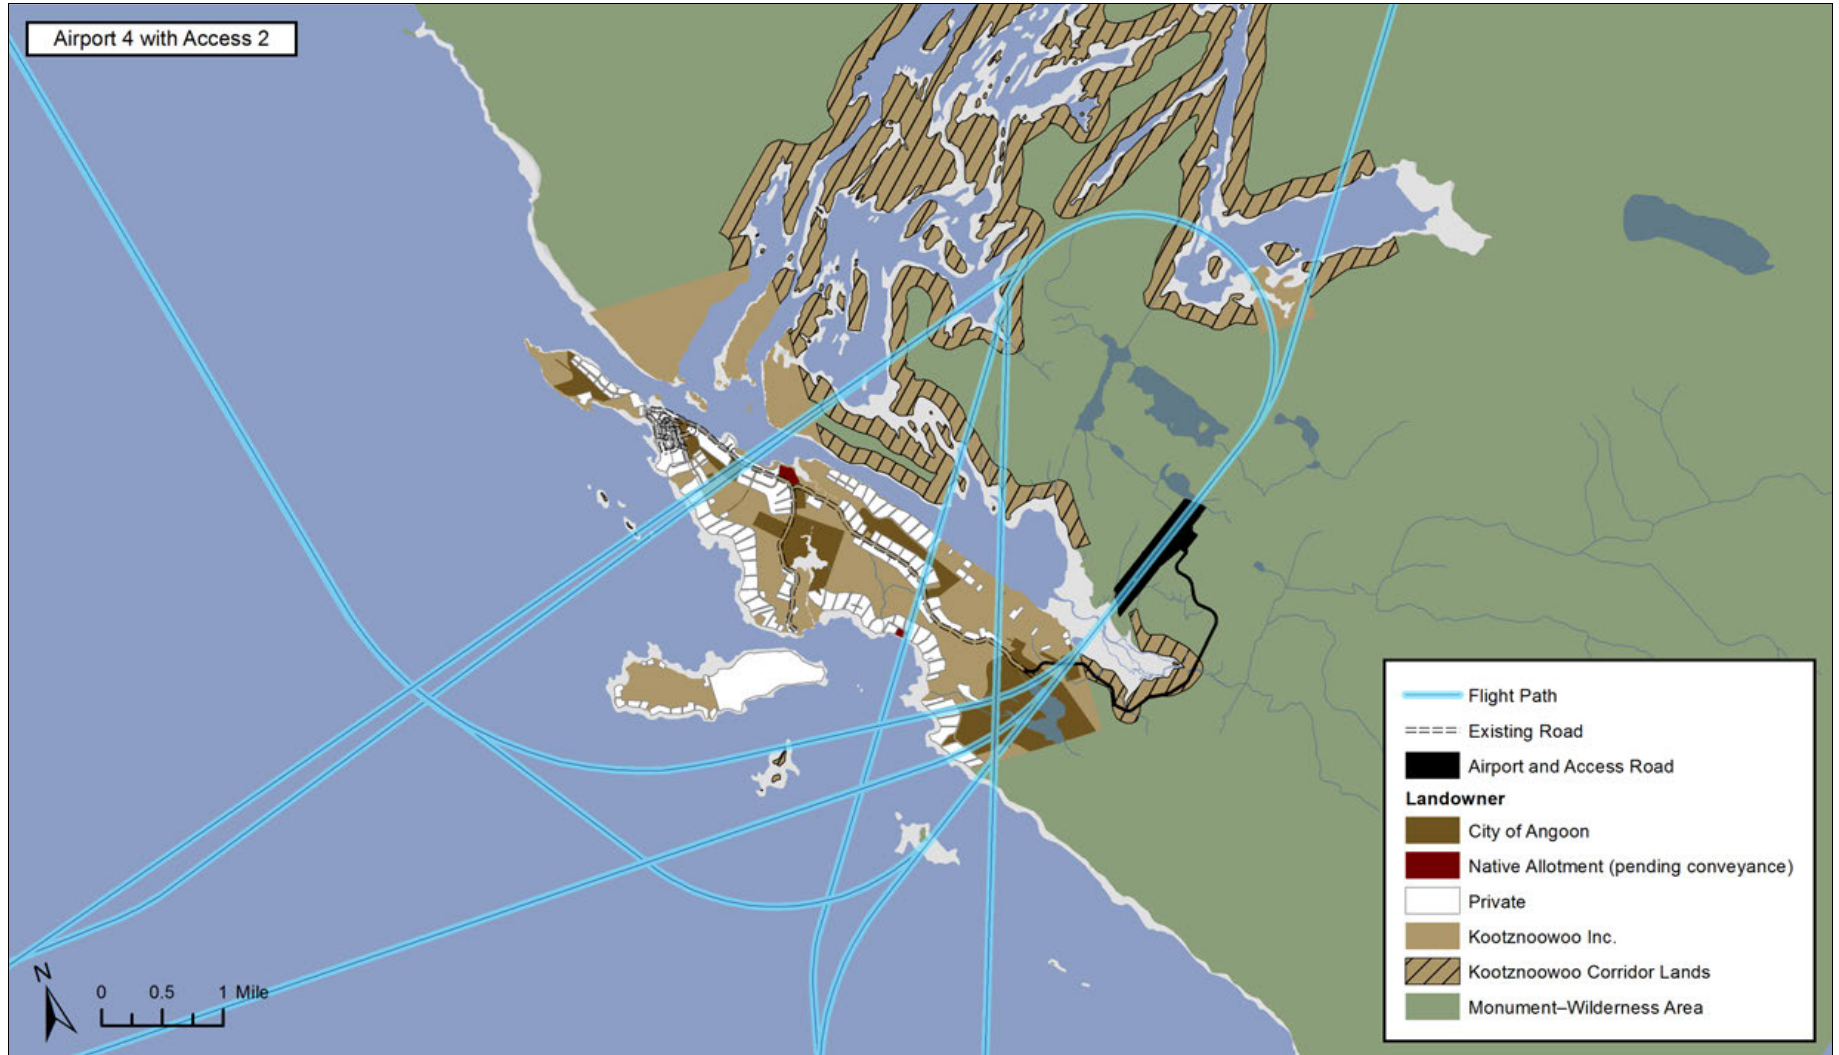 Airport 4 with Access 2
Flight Path
Existing Road
Airport and Access Road
Landowner
City of Angoon
Native Allotment (pending conveyance)
Private
Kootznoowoo Inc.
Kootznoowoo Corridor Lands
Monument–Wilderness Area
N
0 0.5 1 Mile